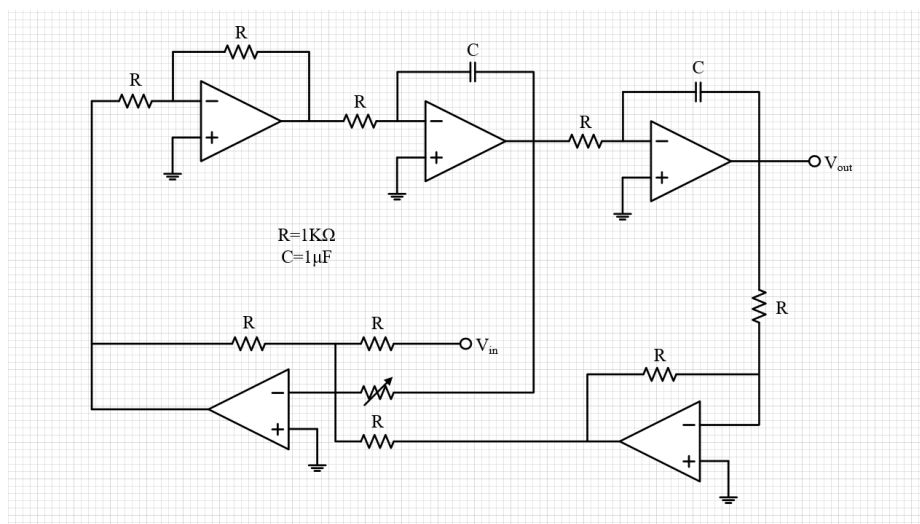 R
C
R
C
R
R
− − −
+ + +
V_out
R=1KΩ
C=1μF
R
R
R
V_in
R
− −
R
+ +